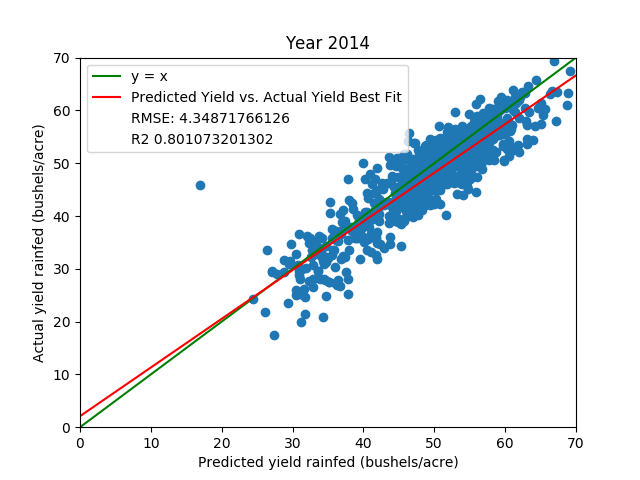 Year 2014
y = x
Predicted Yield vs. Actual Yield Best Fit
RMSE: 4.34871766126
R2 0.801073201302
Actual yield rainfed (bushels/acre)
70
60
50
40
30
20
10
0
0 10 20 30 40 50 60 70
Predicted yield rainfed (bushels/acre)